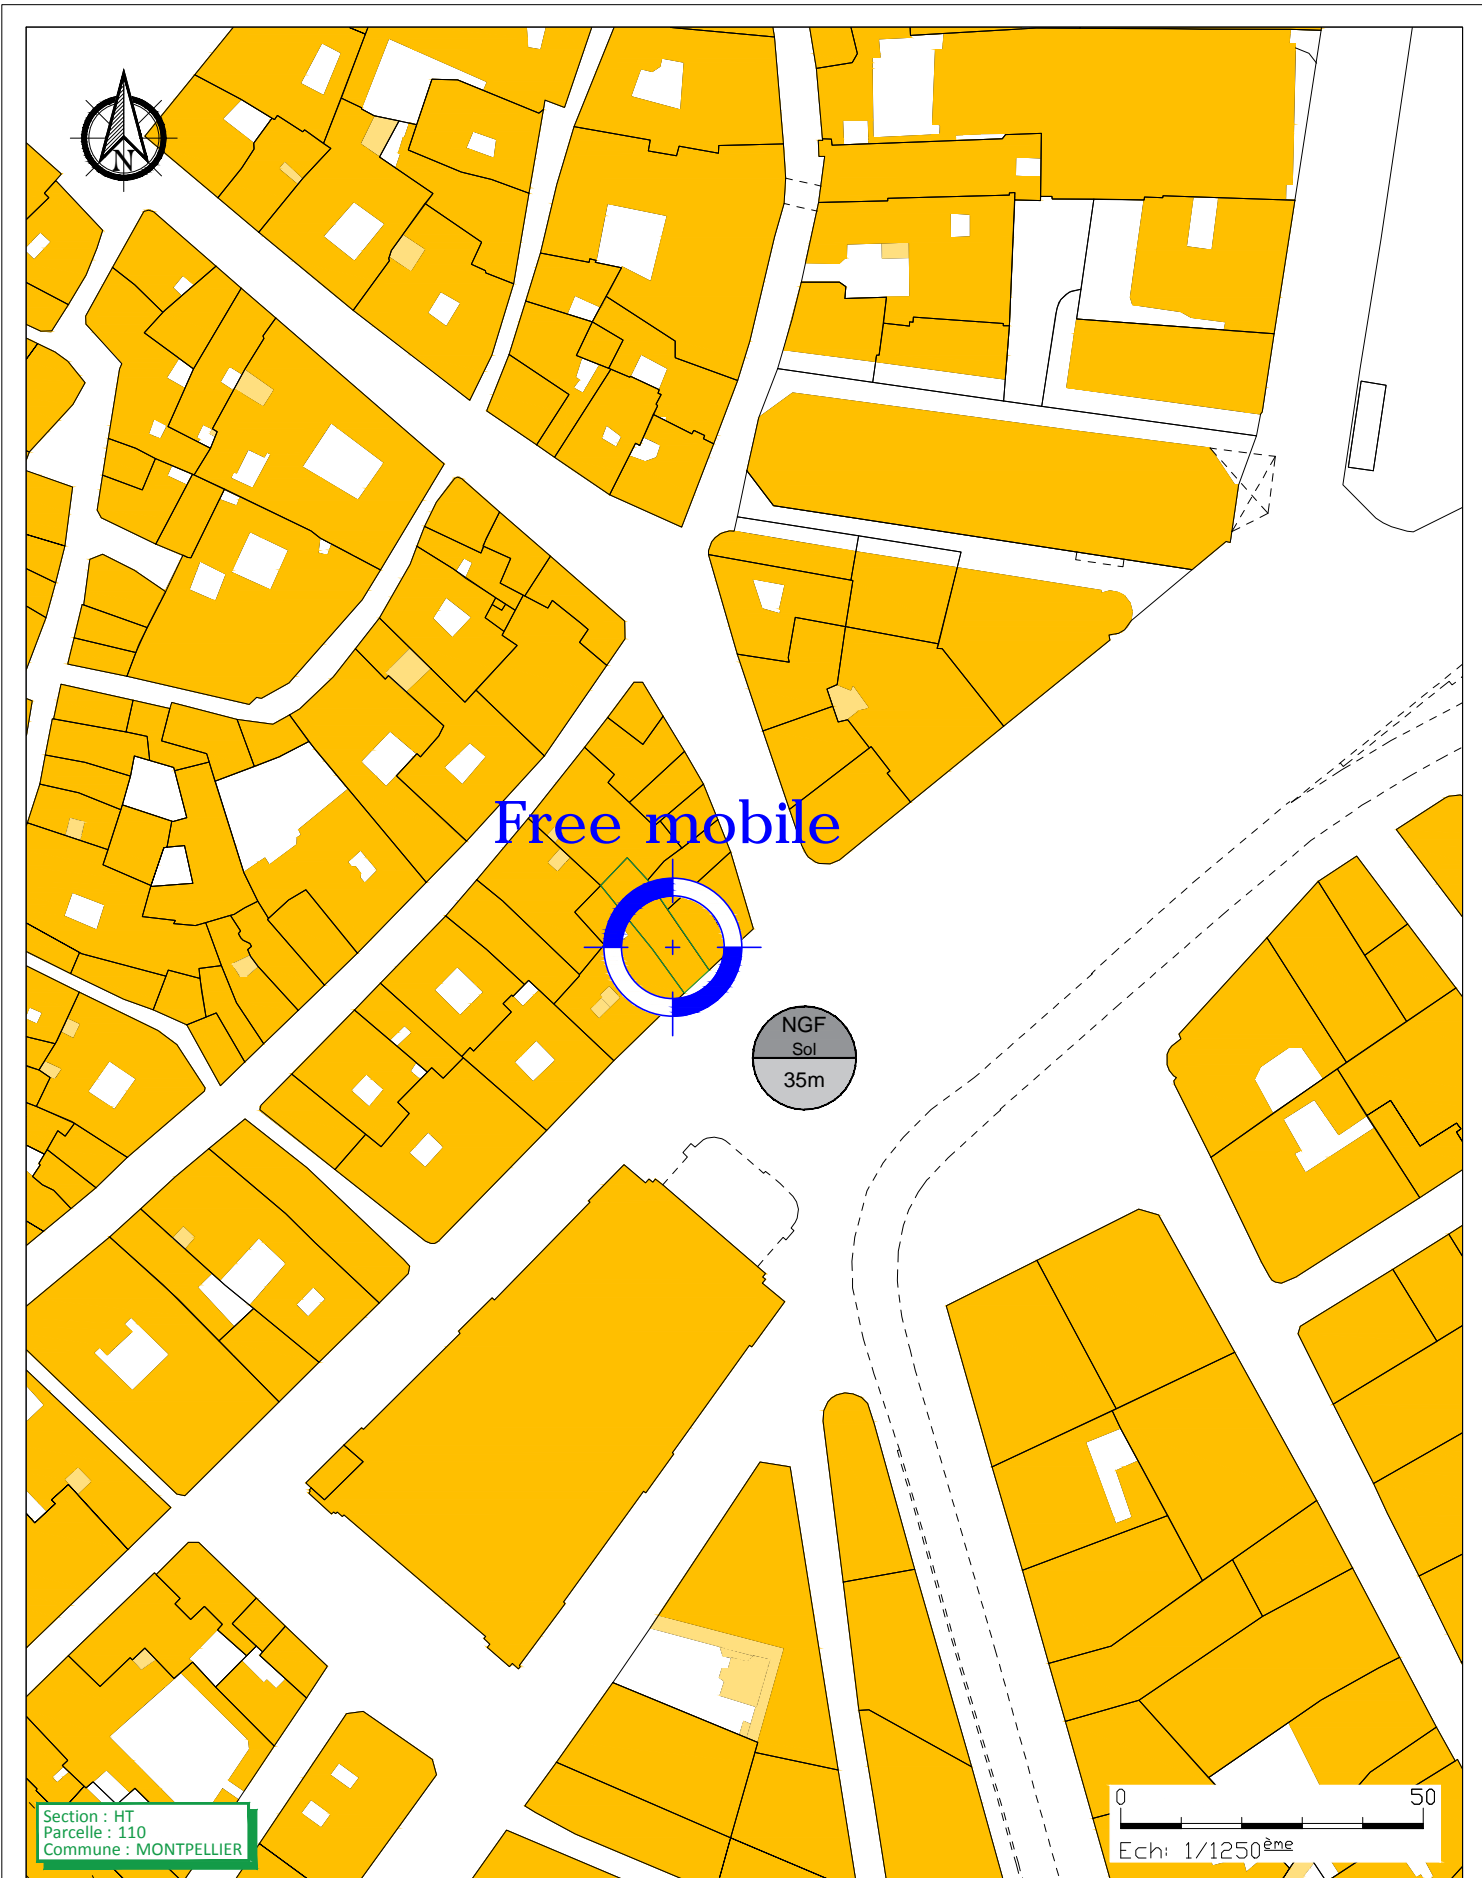 N
Free mobile
NGF
Sol
35m
Section : HT
Parcelle : 110
Commune : MONTPELLIER
0 50
Ech: 1/1250ème